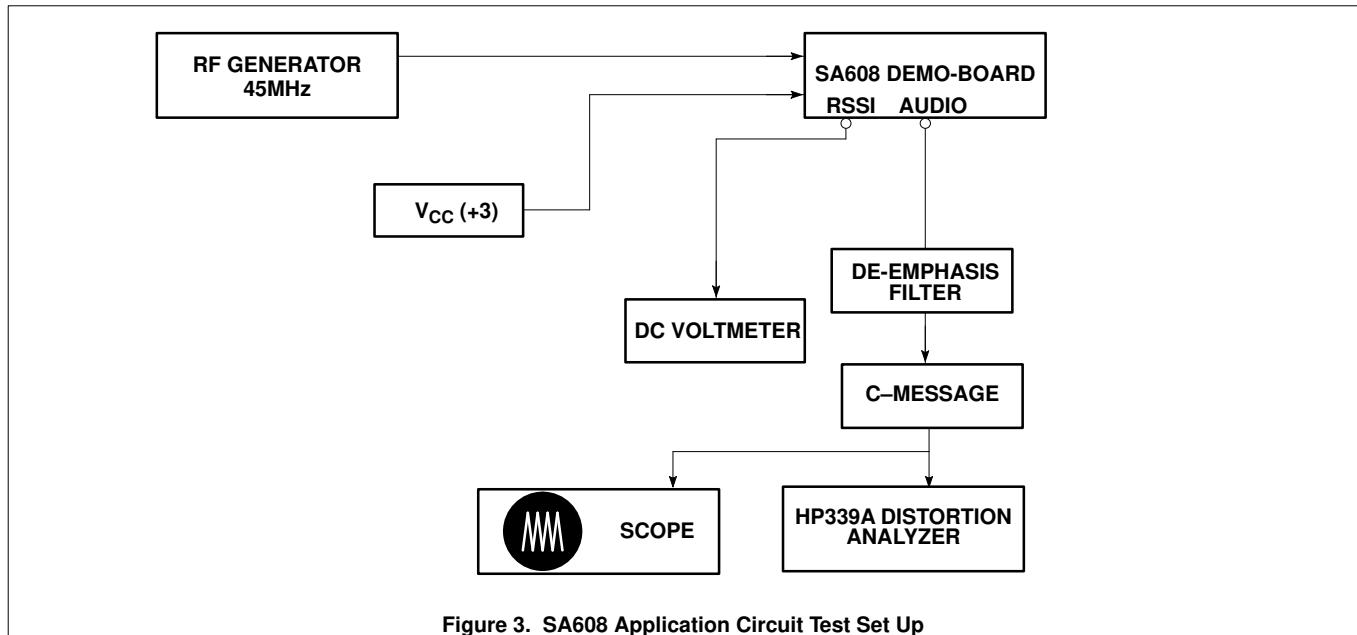 RF GENERATOR
45MHz
SA608 DEMO-BOARD
RSSI AUDIO
VCC (+3)
DE-EMPHASIS
FILTER
DC VOLTMETER
C–MESSAGE
SCOPE
HP339A DISTORTION
ANALYZER
Figure 3. SA608 Application Circuit Test Set Up